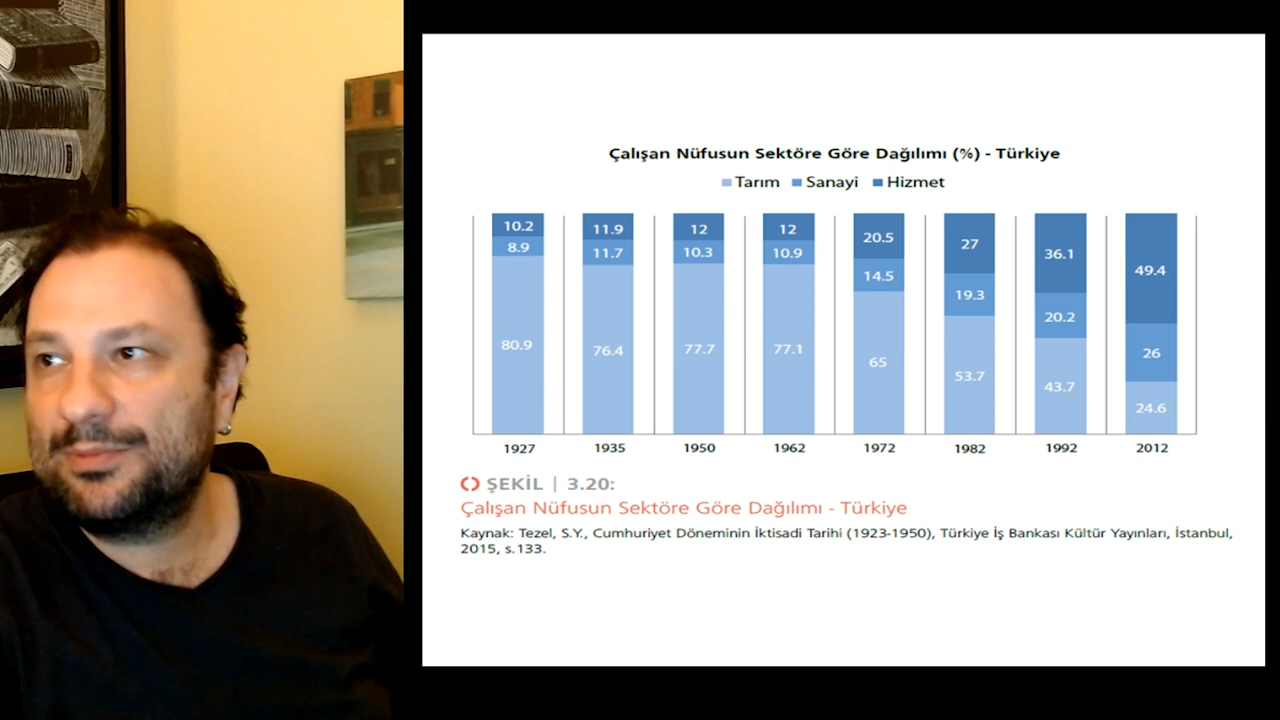 Çalışan Nüfusun Sektöre Göre Dağılımı (%) - Türkiye
Tarım Sanayi Hizmet
10.2 11.9 12 12 20.5 27 36.1 49.4
8.9 11.7 10.3 10.9 14.5 19.3 20.2 26
80.9 76.4 77.7 77.1 65 53.7 43.7 24.6
1927 1935 1950 1962 1972 1982 1992 2012
ŞEKİL | 3.20:
Çalışan Nüfusun Sektöre Göre Dağılımı - Türkiye
Kaynak: Tezel, S.Y., Cumhuriyet Döneminin İktisadi Tarihi (1923-1950), Türkiye İş Bankası Kültür Yayınları, İstanbul,
2015, s.133.